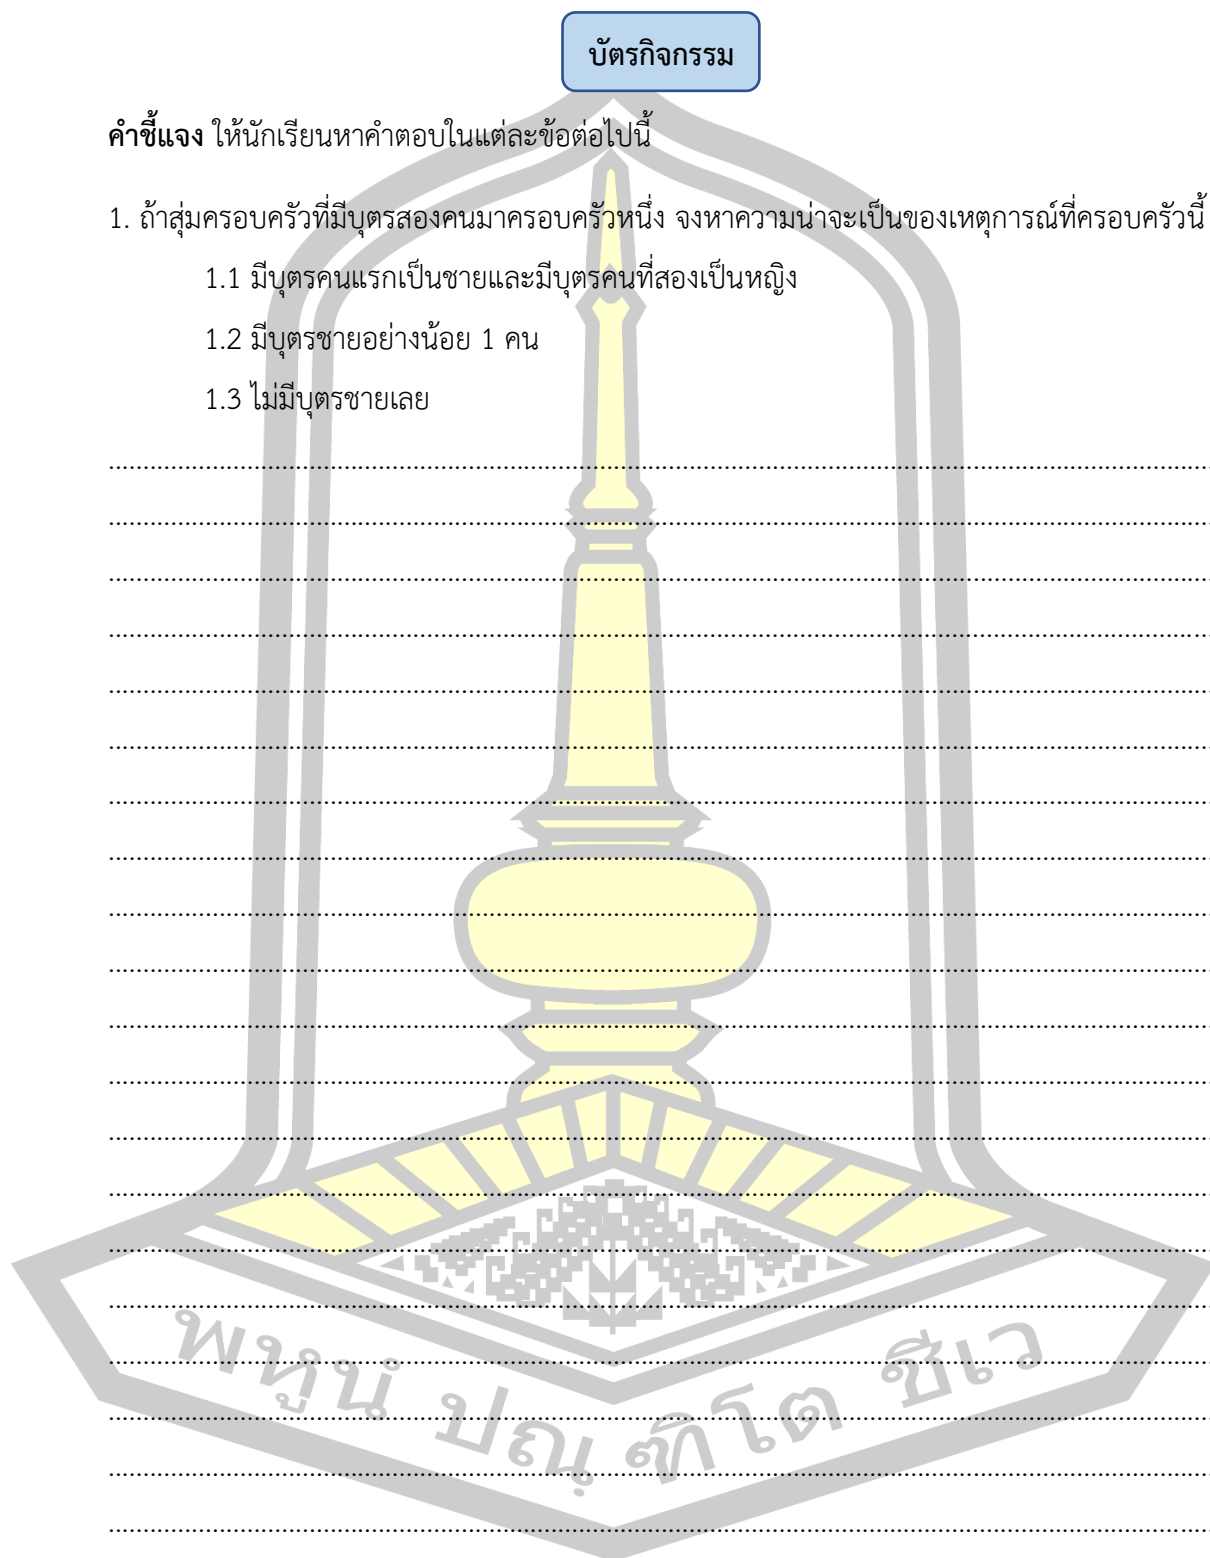 บัตรกิจกรรม
คำชี้แจง ให้นักเรียนหาคำตอบในแต่ละข้อต่อไปนี้
1. ถ้าสุ่มครอบครัวที่มีบุตรสองคนมาครอบครัวหนึ่ง จงหาความน่าจะเป็นของเหตุการณ์ที่ครอบครัวนี้
1.1 มีบุตรคนแรกเป็นชายและมีบุตรคนที่สองเป็นหญิง
1.2 มีบุตรชายอย่างน้อย 1 คน
1.3 ไม่มีบุตรชายเลย
พหูนํ ปณฺฑิโต ชีเว